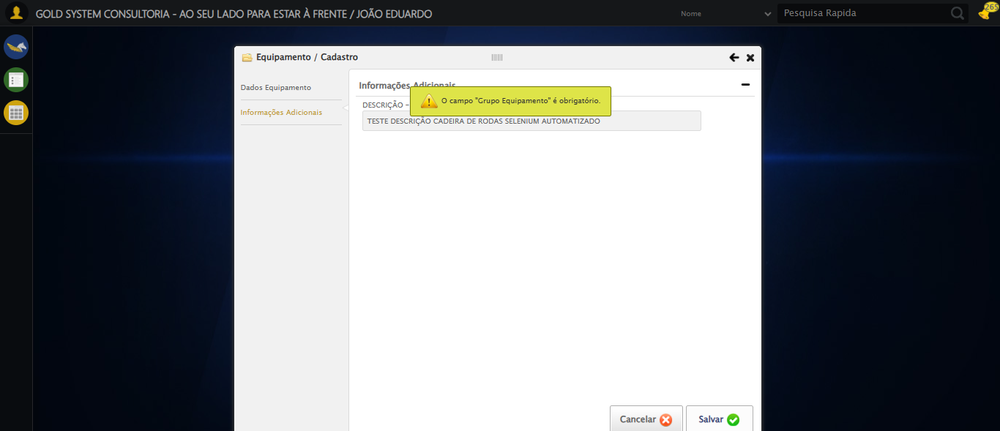 GOLD SYSTEM CONSULTORIA - AO SEU LADO PARA ESTAR À FRENTE / JOÃO EDUARDO
Nome
Pesquisa Rapida
265
Equipamento / Cadastro
Dados Equipamento
Informações Adicionais
Informações Adicionais
O campo "Grupo Equipamento" é obrigatório.
DESCRIÇÃO –
TESTE DESCRIÇÃO CADEIRA DE RODAS SELENIUM AUTOMATIZADO
Cancelar
Salvar